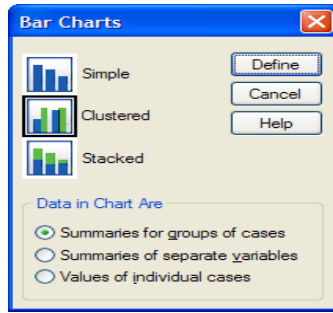 Bar Charts
Simple
Define
Cancel
Clustered
Help
Stacked
Data in Chart Are
Summaries for groups of cases
Summaries of separate variables
Values of individual cases